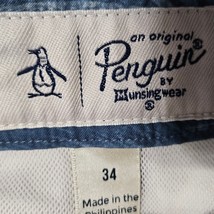 an original
Penguin®
BY
Munsingwear
®
34
Made in the
Philippines